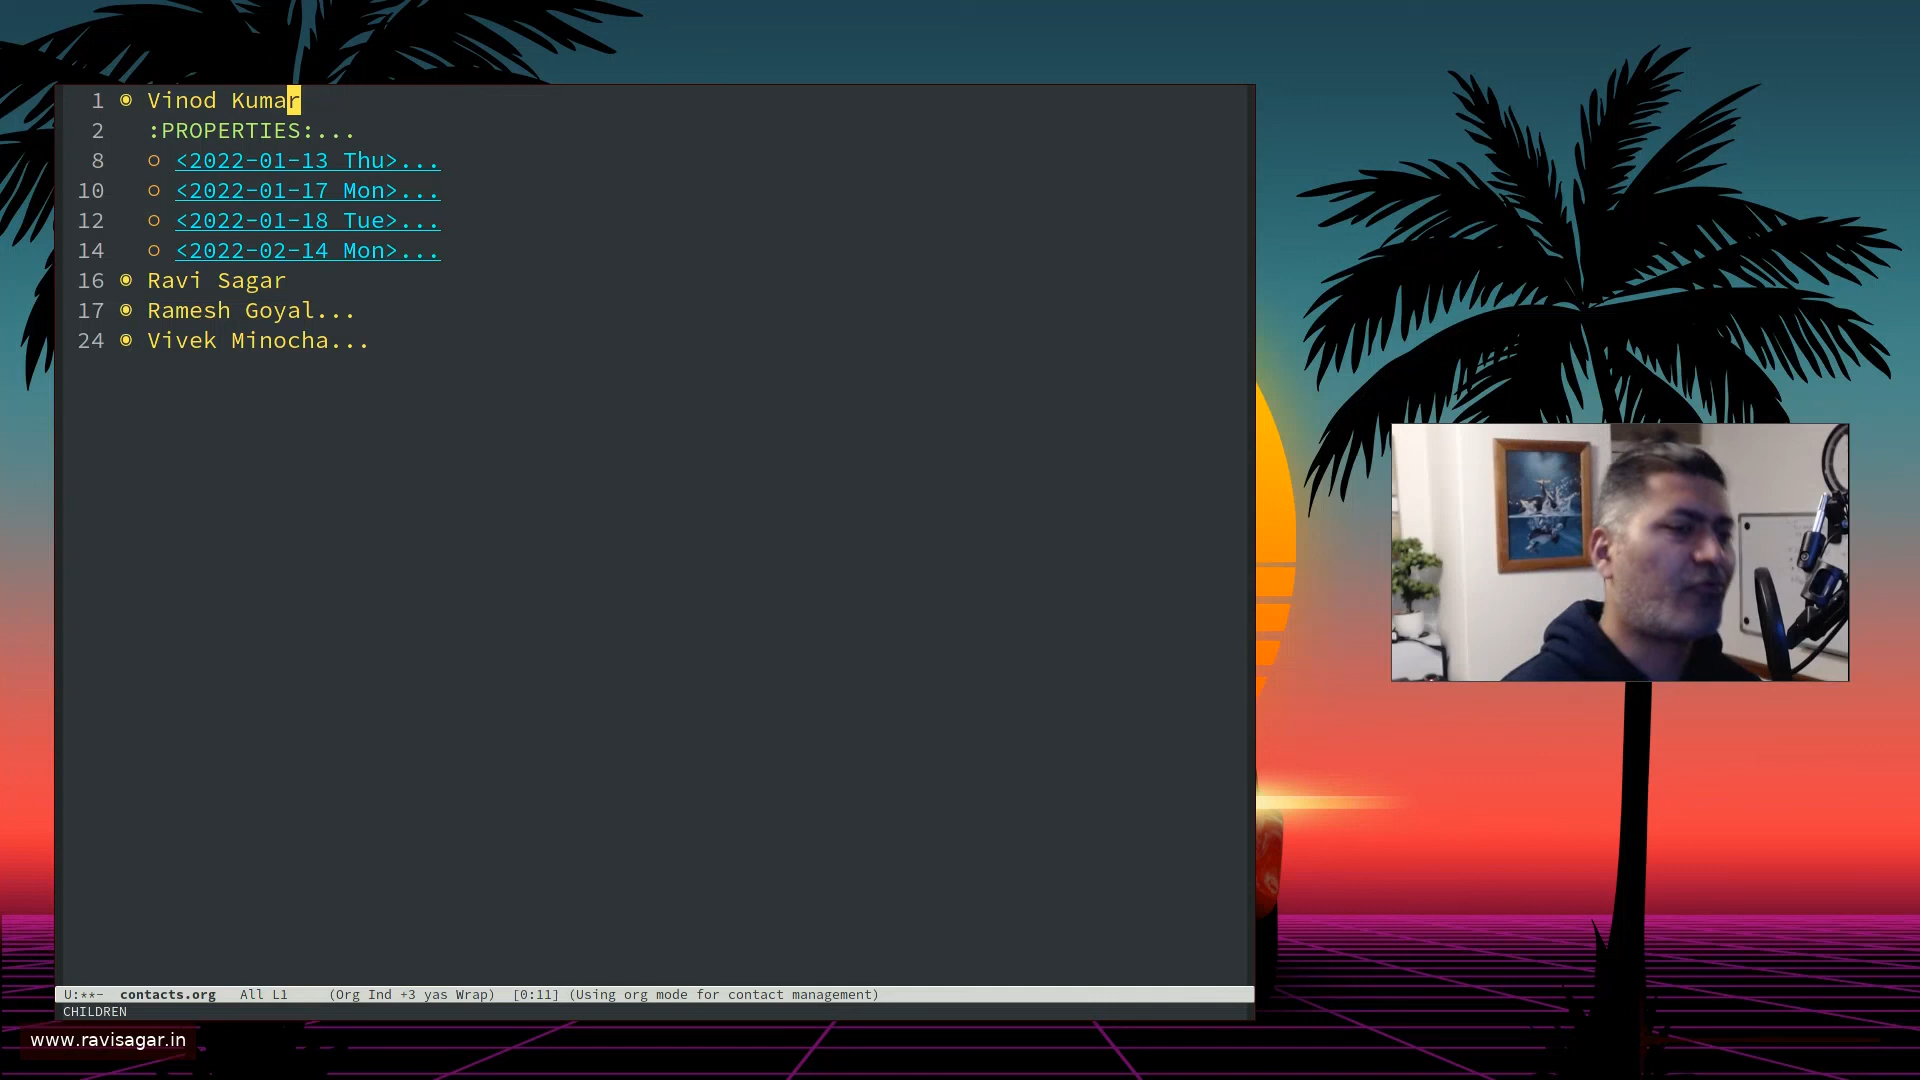 1 ◉ Vinod Kumar
2 :PROPERTIES:...
8 ○ <2022-01-13 Thu>...
10 ○ <2022-01-17 Mon>...
12 ○ <2022-01-18 Tue>...
14 ○ <2022-02-14 Mon>...
16 ◉ Ravi Sagar
17 ◉ Ramesh Goyal...
24 ◉ Vivek Minocha...
U:**- contacts.org All L1 (Org Ind +3 yas Wrap) [0:11] (Using org mode for contact management)
CHILDREN
www.ravisagar.in